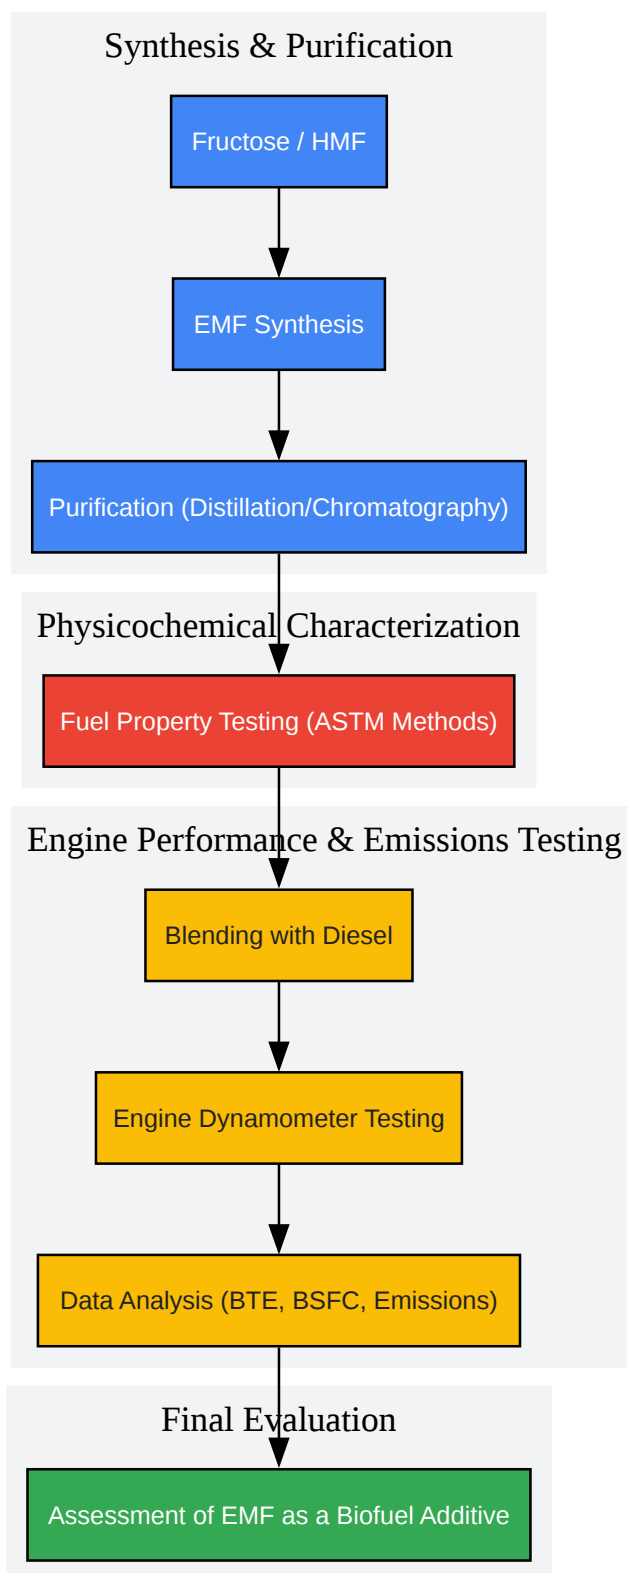 Synthesis & Purification
Fructose / HMF
EMF Synthesis
Purification (Distillation/Chromatography)
Physicochemical Characterization
Fuel Property Testing (ASTM Methods)
Engine Performance & Emissions Testing
Blending with Diesel
Engine Dynamometer Testing
Data Analysis (BTE, BSFC, Emissions)
Final Evaluation
Assessment of EMF as a Biofuel Additive